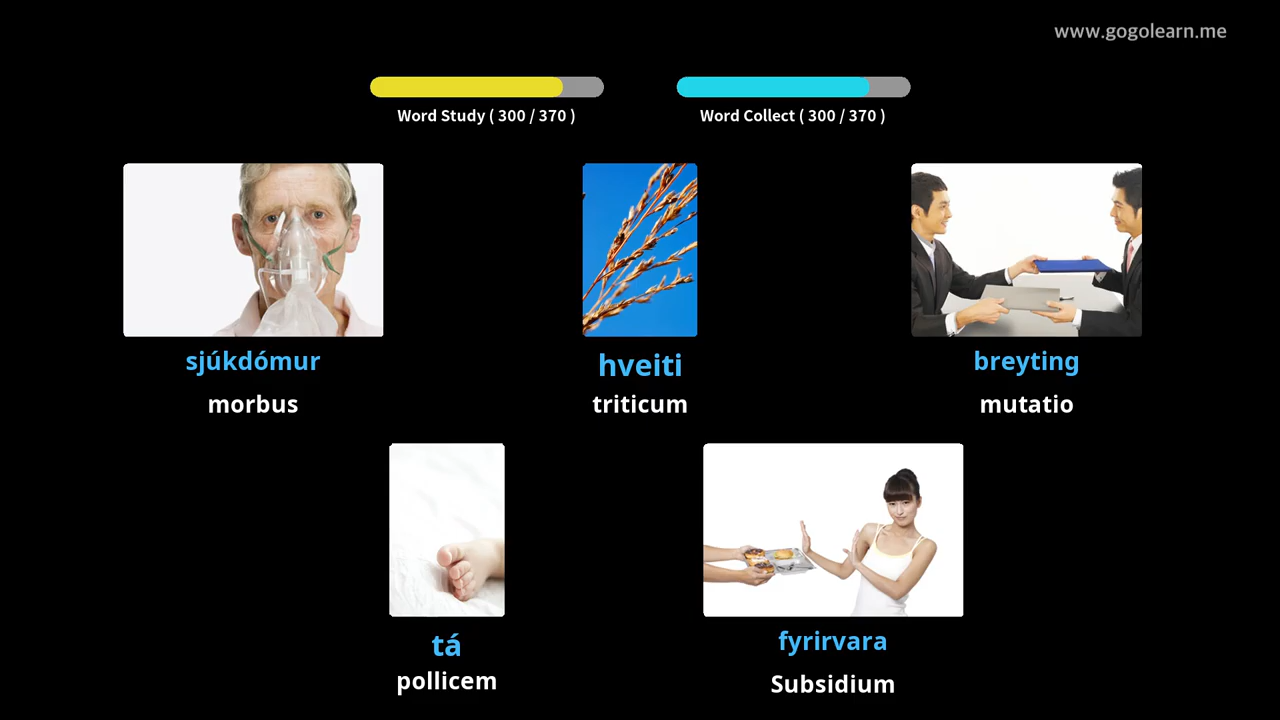 www.gogolearn.me
Word Study ( 300 / 370 )
Word Collect ( 300 / 370 )
sjúkdómur
hveiti
breyting
morbus
triticum
mutatio
tá
fyrirvara
pollicem
Subsidium